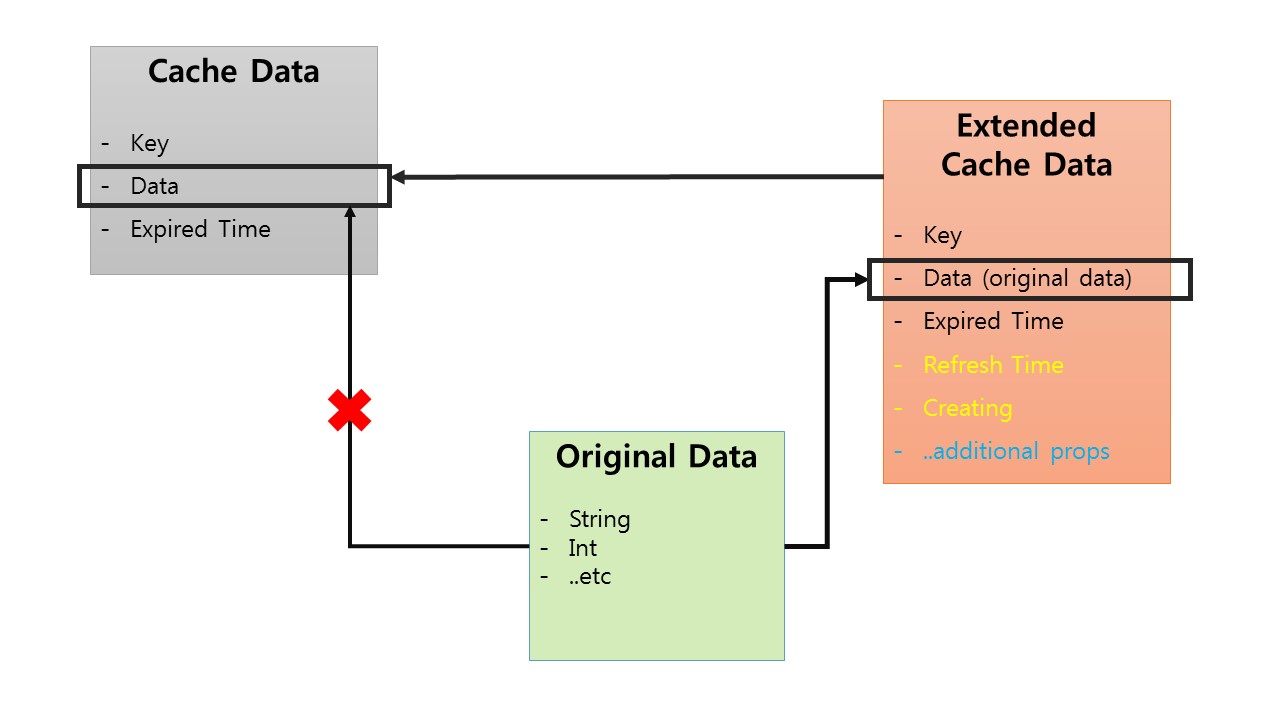 Cache Data
- Key
- Data
- Expired Time
Extended
Cache Data
- Key
- Data (original data)
- Expired Time
- Refresh Time
- Creating
- ..additional props
Original Data
- String
- Int
- ..etc